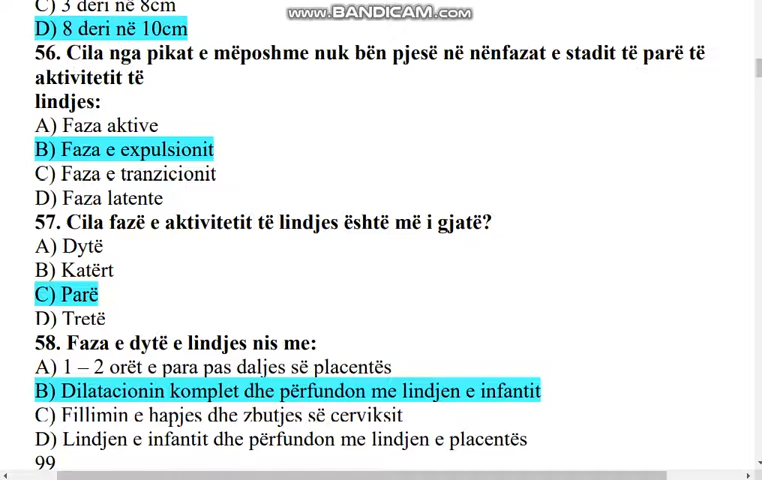 www.BANDICAM.com
C) 3 deri në 8cm
D) 8 deri në 10cm
56. Cila nga pikat e mëposhme nuk bën pjesë në nënfazat e stadit të parë të
aktivitetit të
lindjes:
A) Faza aktive
B) Faza e expulsionit
C) Faza e tranzicionit
D) Faza latente
57. Cila fazë e aktivitetit të lindjes është më i gjatë?
A) Dytë
B) Katërt
C) Parë
D) Tretë
58. Faza e dytë e lindjes nis me:
A) 1 – 2 orët e para pas daljes së placentës
B) Dilatacionin komplet dhe përfundon me lindjen e infantit
C) Fillimin e hapjes dhe zbutjes së cerviksit
D) Lindjen e infantit dhe përfundon me lindjen e placentës
99